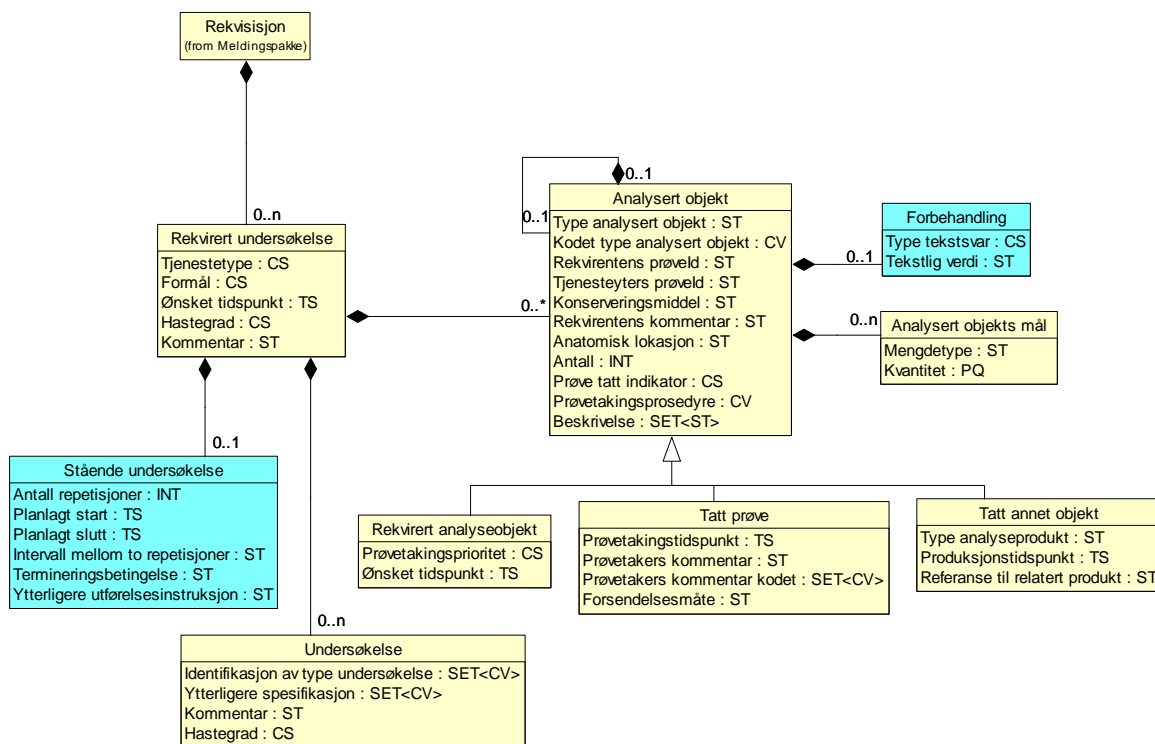 Rekvisisjon
(from Meldingspakke)
0..n
Rekvirert undersøkelse
Tjenestetype : CS
Formål : CS
Ønsket tidspunkt : TS
Hastegrad : CS
Kommentar : ST
0..*
0..1
0..1
Analysert objekt
Type analysert objekt : ST
Kodet type analysert objekt : CV
Rekvirentens prøveId : ST
Tjenesteyters prøveId : ST
Konserveringsmiddel : ST
Rekvirentens kommentar : ST
Anatomisk lokasjon : ST
Antall : INT
Prøve tatt indikator : CS
Prøvetakingsprosedyre : CV
Beskrivelse : SET<ST>
0..1
Forbehandling
Type tekstsvar : CS
Tekstlig verdi : ST
0..n
Analysert objekts mål
Mengdetype : ST
Kvantitet : PQ
0..1
Stående undersøkelse
Antall repetisjoner : INT
Planlagt start : TS
Planlagt slutt : TS
Intervall mellom to repetisjoner : ST
Termineringsbetingelse : ST
Ytterligere utførelsesinstruksjon : ST
Rekvirert analyseobjekt
Prøvetakingsprioritet : CS
Ønsket tidspunkt : TS
Tatt prøve
Prøvetakingstidspunkt : TS
Prøvetakers kommentar : ST
Prøvetakers kommentar kodet : SET<CV>
Forsendelsesmåte : ST
Tatt annet objekt
Type analyseprodukt : ST
Produksjonstidspunkt : TS
Referanse til relatert produkt : ST
0..n
Undersøkelse
Identifikasjon av type undersøkelse : SET<CV>
Ytterligere spesifikasjon : SET<CV>
Kommentar : ST
Hastegrad : CS